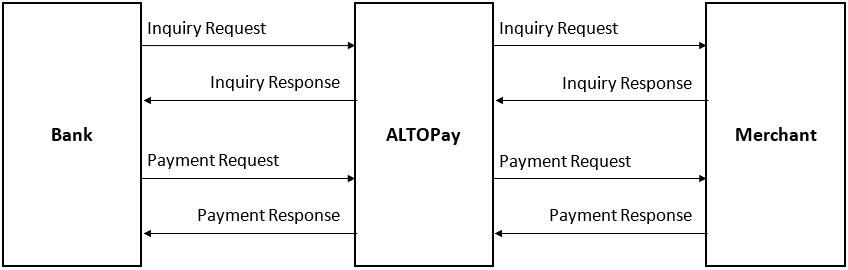 Inquiry Request
Inquiry Request
Inquiry Response
Inquiry Response
Bank
ALTOPay
Merchant
Payment Request
Payment Request
Payment Response
Payment Response